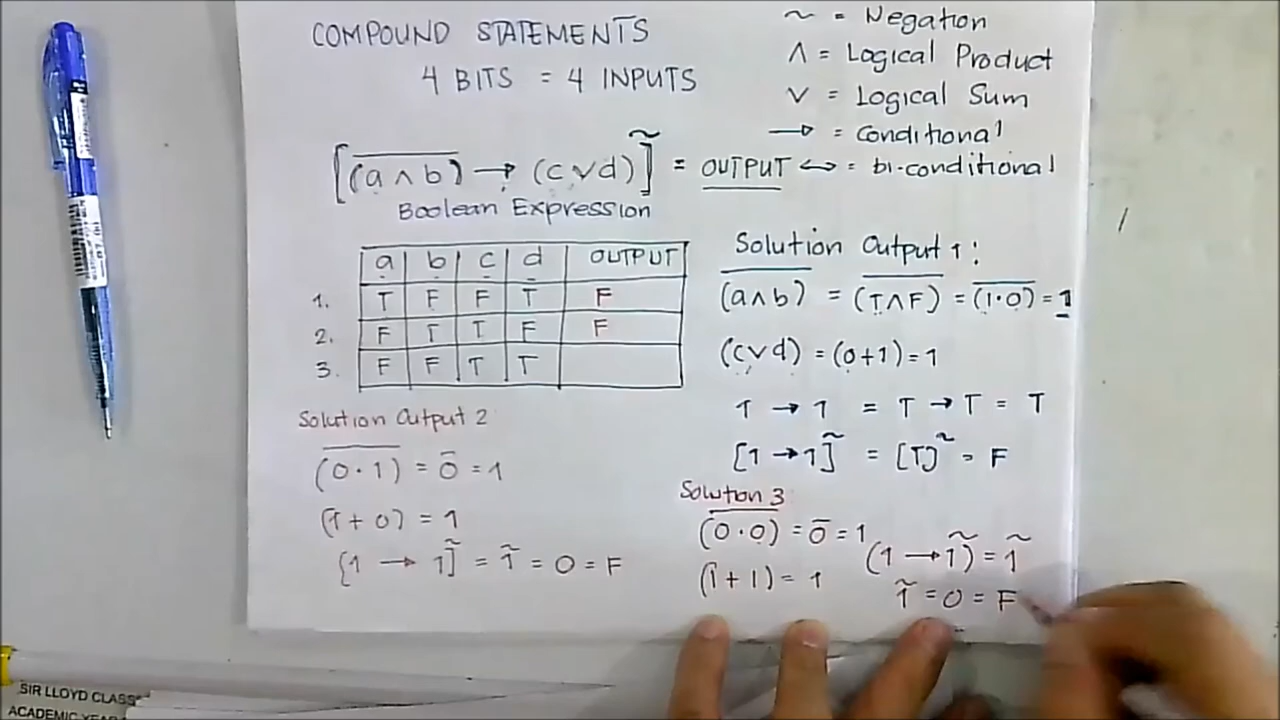 COMPOUND STATEMENTS
4 BITS = 4 INPUTS
~ = Negation
∧ = Logical Product
∨ = Logical Sum
→ = Conditional
↔ = bi-conditional
[(a∧b)‾ → (c∨d)]~ = OUTPUT
Boolean Expression
a b c d OUTPUT
1. T F F T F
2. F T T F F
3. F F T T
Solution Output 1:
(a∧b)‾ = (T∧F)‾ = (1·0)‾ = 1
(c∨d) = (0+1) = 1
1 → 1 = T → T = T
[1 → 1]~ = [T]~ = F
Solution Output 2
(0·1)‾ = 0̅ = 1
(1+0) = 1
[1 → 1]~ = 1̃ = 0 = F
Solution 3
(0·0)‾ = 0̅ = 1
(1+1) = 1
(1 → 1)~ = 1̃
1̃ = 0 = F
SIR LLOYD CLASS
ACADEMIC YEAR